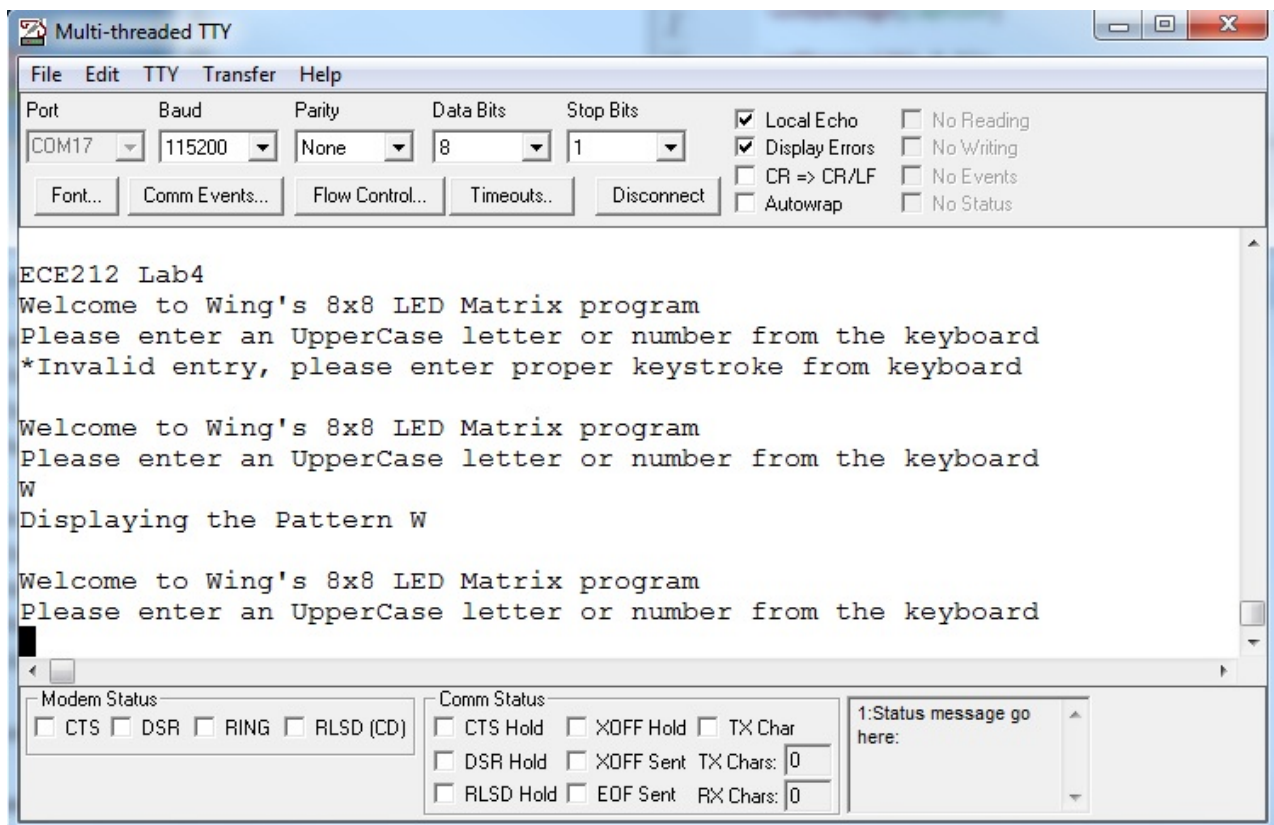 Multi-threaded TTY
File Edit TTY Transfer Help
Port Baud Parity Data Bits Stop Bits
COM17 115200 None 8 1
Font... Comm Events... Flow Control... Timeouts.. Disconnect
Local Echo No Reading
Display Errors No Writing
CR => CR/LF No Events
Autowrap No Status
ECE212 Lab4
Welcome to Wing's 8x8 LED Matrix program
Please enter an UpperCase letter or number from the keyboard
*Invalid entry, please enter proper keystroke from keyboard
Welcome to Wing's 8x8 LED Matrix program
Please enter an UpperCase letter or number from the keyboard
W
Displaying the Pattern W
Welcome to Wing's 8x8 LED Matrix program
Please enter an UpperCase letter or number from the keyboard
Modem Status
CTS DSR RING RLSD (CD)
Comm Status
CTS Hold XOFF Hold TX Char
DSR Hold XOFF Sent TX Chars: 0
RLSD Hold EOF Sent RX Chars: 0
1:Status message go
here: